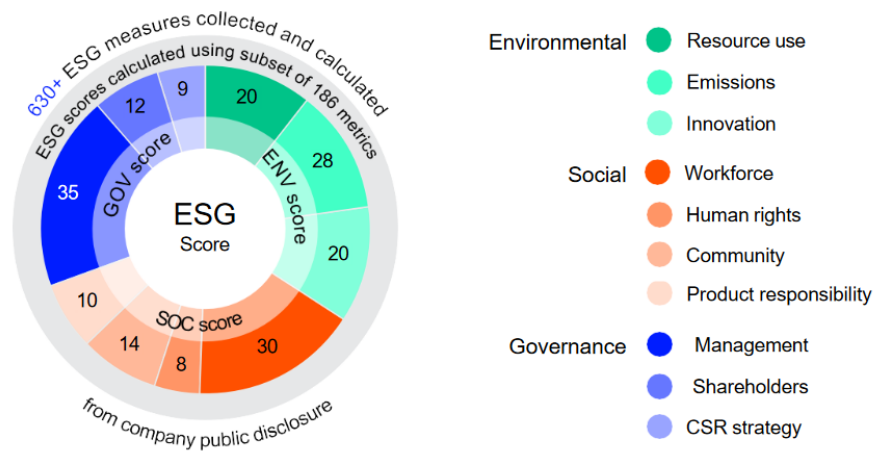 630+ ESG measures collected and calculated
ESG scores calculated using subset of 186 metrics
9
12
20
28
20
30
8
14
10
35
GOV score
ENV score
SOC score
ESG
Score
from company public disclosure
Environmental
Resource use
Emissions
Innovation
Social
Workforce
Human rights
Community
Product responsibility
Governance
Management
Shareholders
CSR strategy